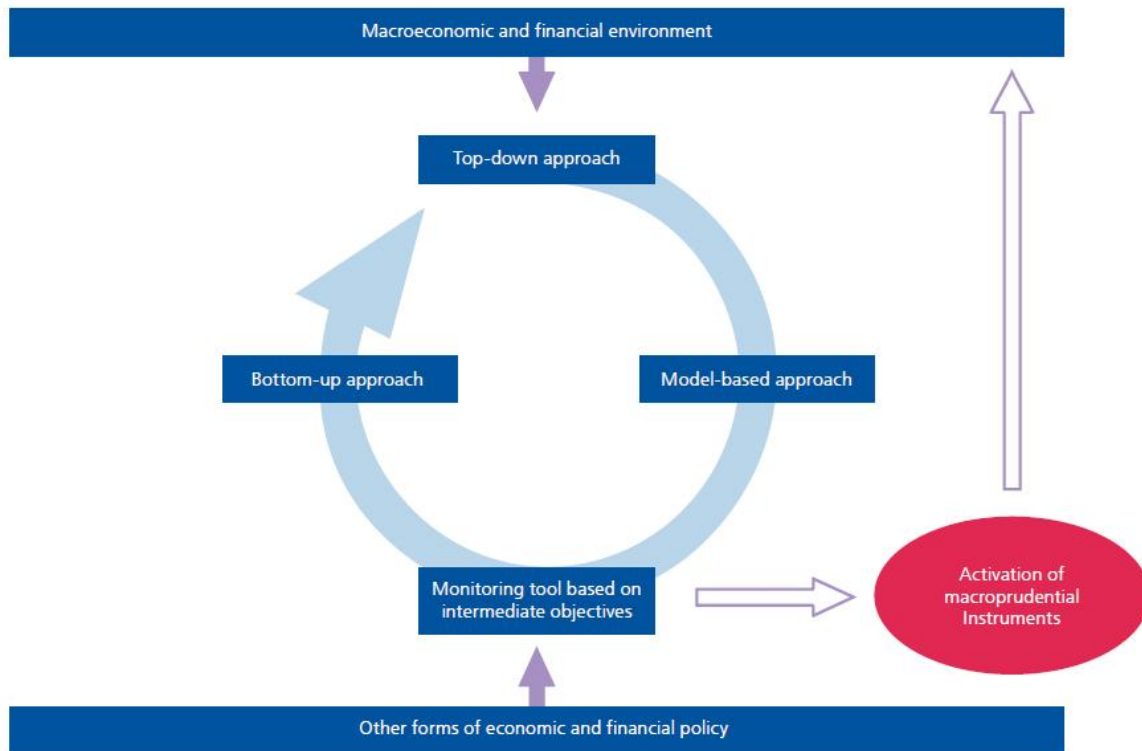 Macroeconomic and financial environment
Top-down approach
Bottom-up approach
Model-based approach
Monitoring tool based on
intermediate objectives
Activation of
macroprudential
Instruments
Other forms of economic and financial policy